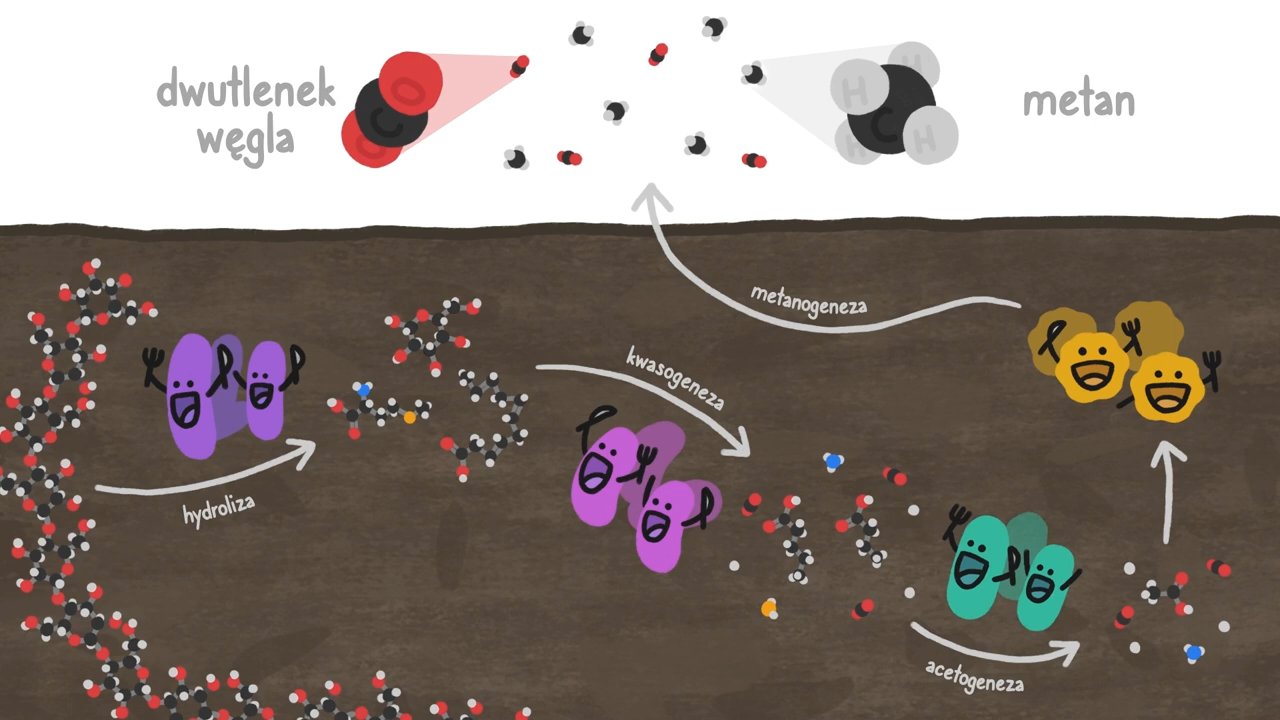 dwutlenek
węgla
O
C
O
H
H
C
H
H
metan
metanogeneza
kwasogeneza
hydroliza
acetogeneza